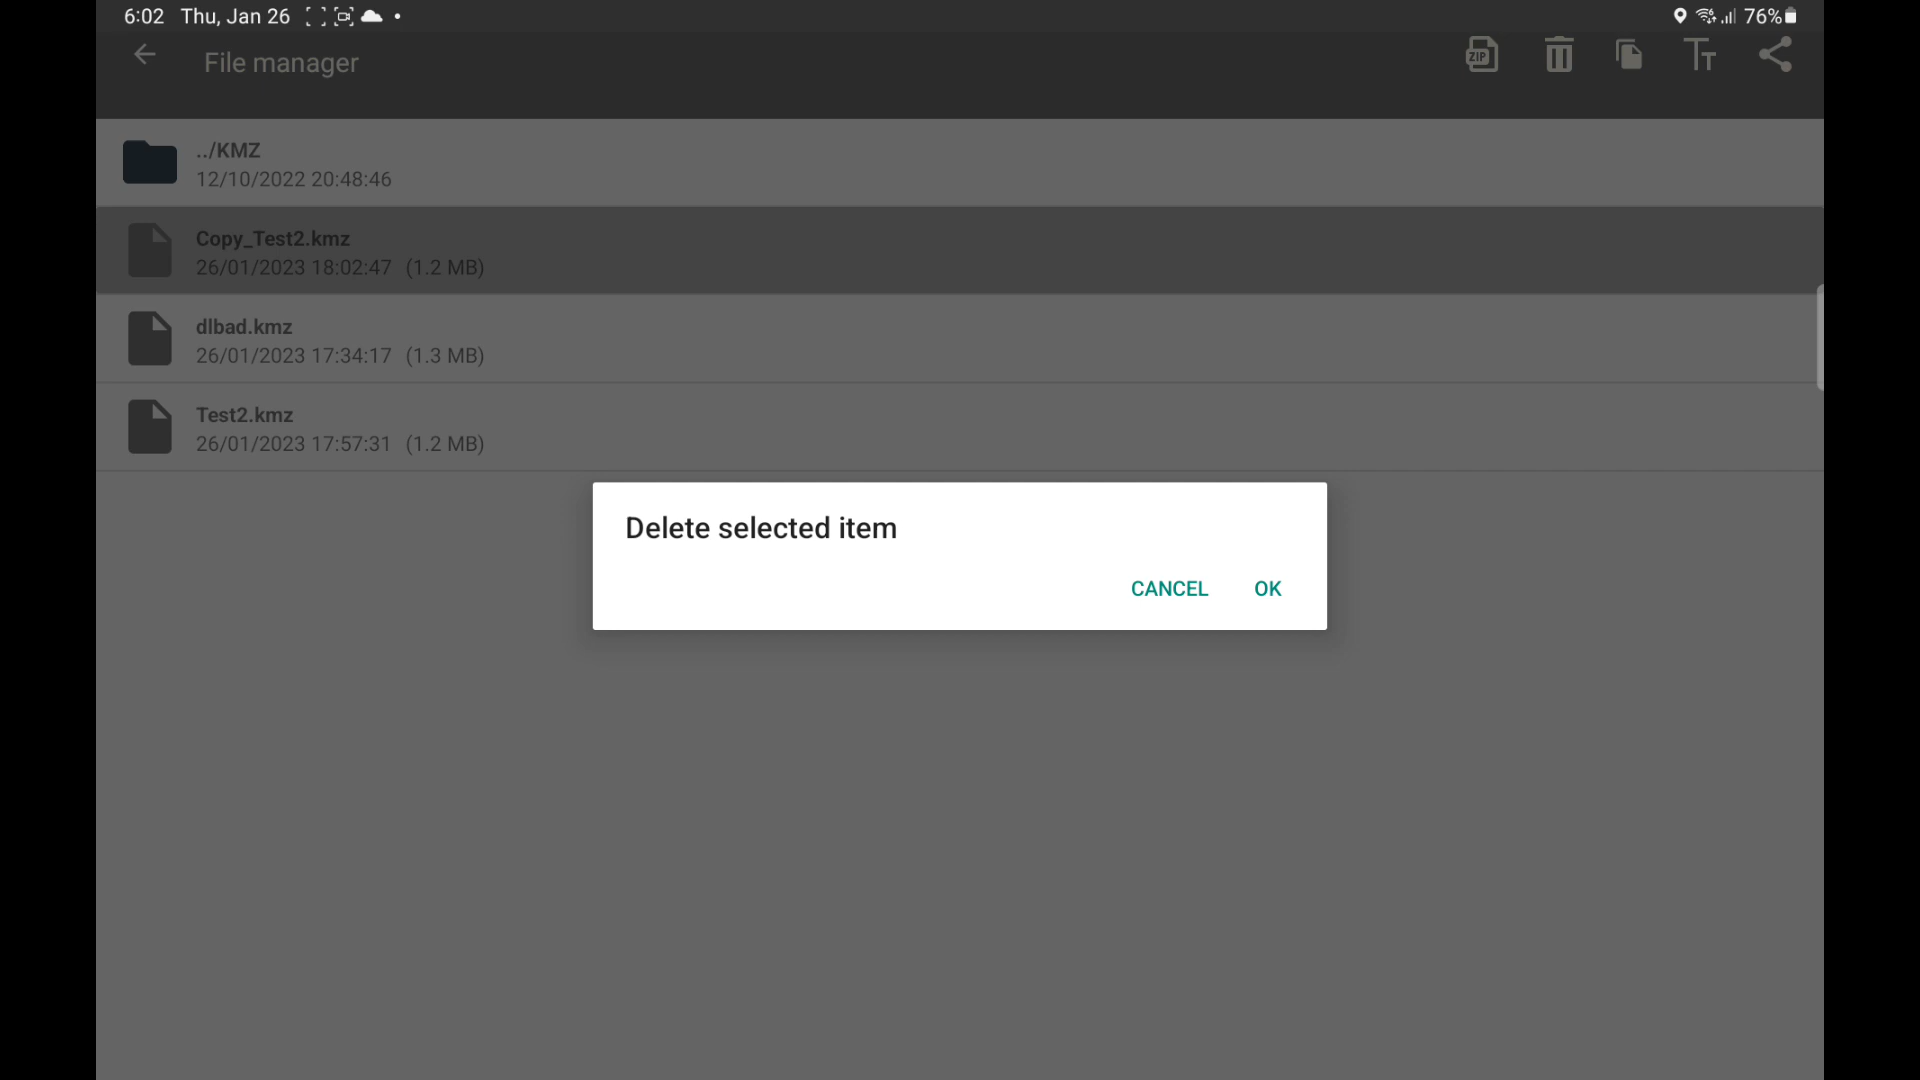 6:02 Thu, Jan 26 76%
File manager
ZIP
../KMZ
12/10/2022 20:48:46
Copy_Test2.kmz
26/01/2023 18:02:47 (1.2 MB)
dlbad.kmz
26/01/2023 17:34:17 (1.3 MB)
Test2.kmz
26/01/2023 17:57:31 (1.2 MB)
Delete selected item
CANCEL OK